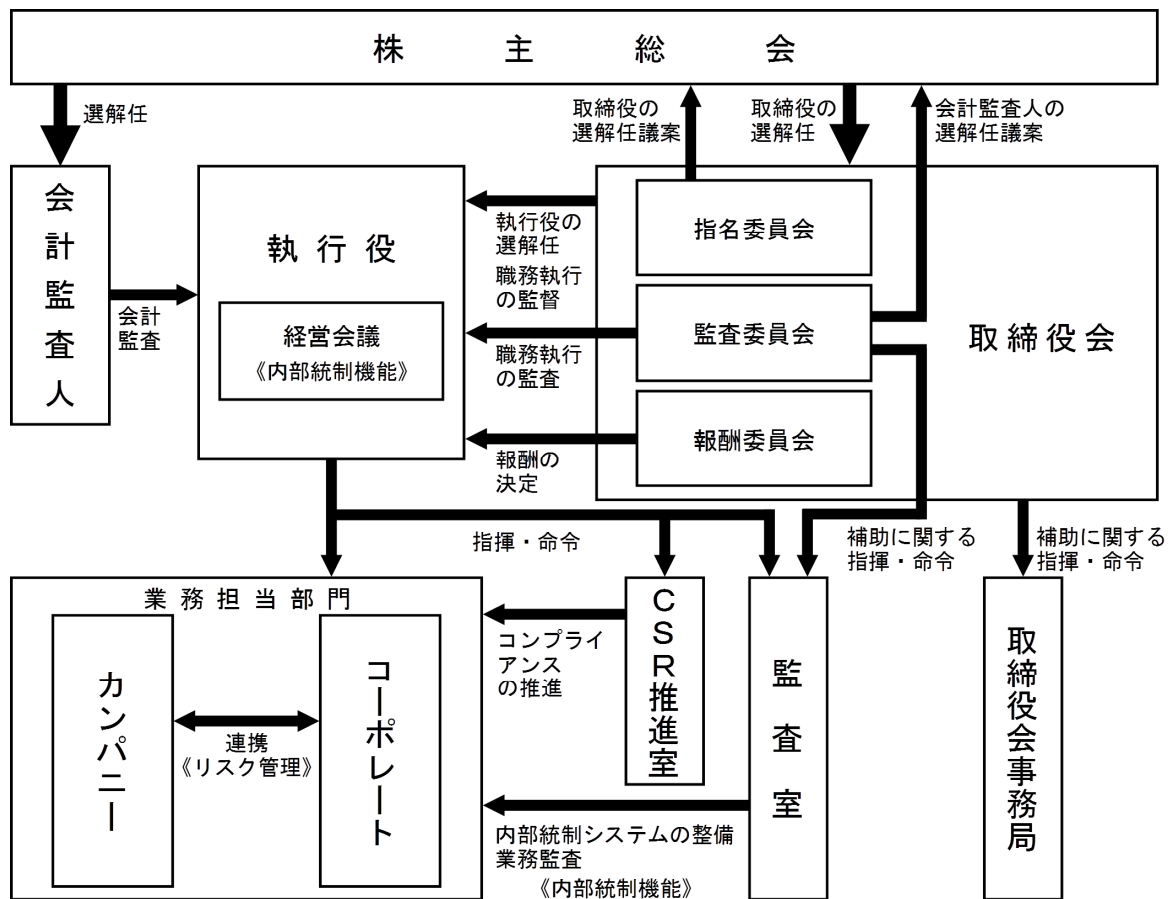 株主総会
選解任
取締役の
選解任議案
取締役の
選解任
会計監査人の
選解任議案
会計監査人
会計
監査
執行役
経営会議
《内部統制機能》
執行役の
選解任
職務執行
の監督
職務執行
の監査
報酬の
決定
指名委員会
監査委員会
報酬委員会
取締役会
指揮・命令
補助に関する
指揮・命令
補助に関する
指揮・命令
業務担当部門
カンパニー
連携
《リスク管理》
コーポレート
コンプライ
アンス
の推進
CSR推進室
監査室
取締役会事務局
内部統制システムの整備
業務監査
《内部統制機能》